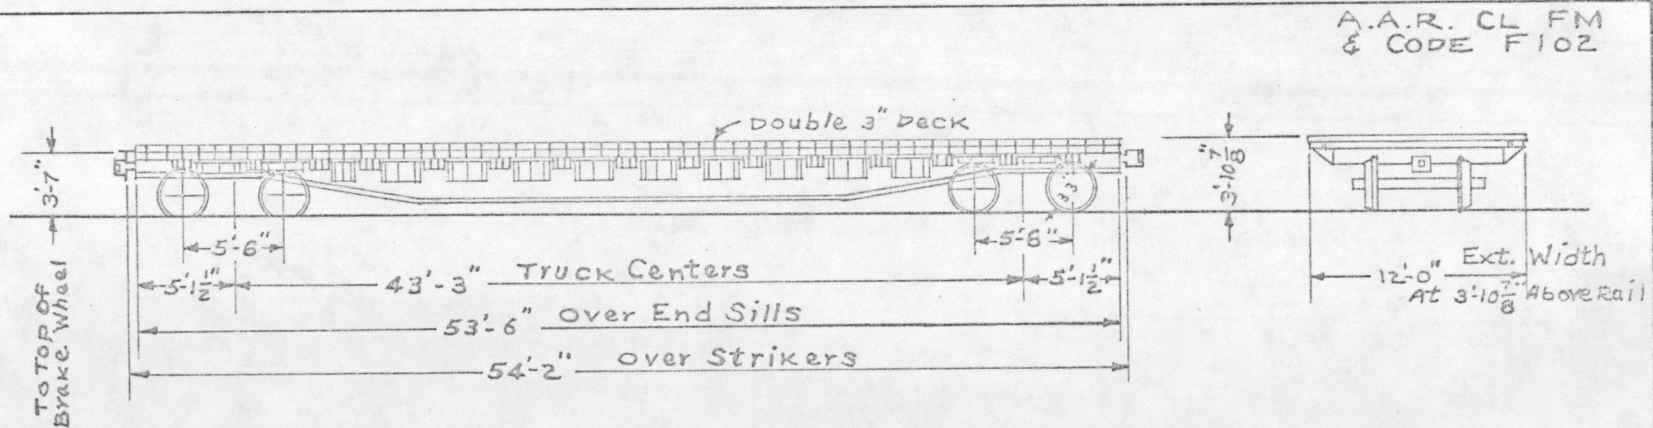 A.A.R. CL FM
& CODE F102
Double 3" Deck
3'-7"
33"
3'-10 7/8"
5'-6"
5'-6"
Ext. Width
12'-0"
At 3'-10 7/8" Above Rail
5'-1 1/2"
43'-3" Truck Centers
5'-1 1/2"
53'-6" Over End Sills
54'-2" Over Strikers
To Top Of
Brake Wheel